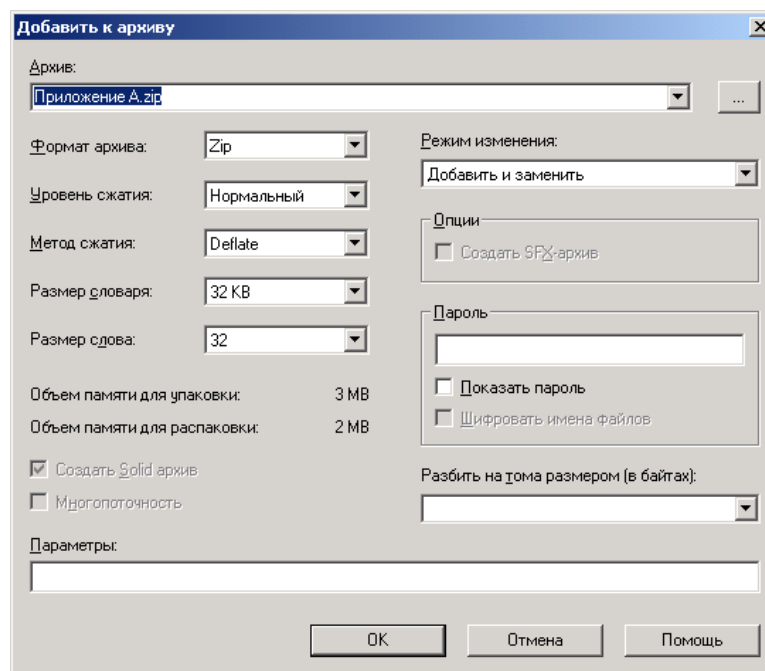 Добавить к архиву
Архив:
Приложение А.zip
...
Формат архива:
Zip
Уровень сжатия:
Нормальный
Метод сжатия:
Deflate
Размер словаря:
32 KB
Размер слова:
32
Объем памяти для упаковки:
3 MB
Объем памяти для распаковки:
2 MB
Создать Solid архив
Многопоточность
Режим изменения:
Добавить и заменить
Опции
Создать SFX-архив
Пароль
Показать пароль
Шифровать имена файлов
Разбить на тома размером (в байтах):
Параметры:
OK
Отмена
Помощь